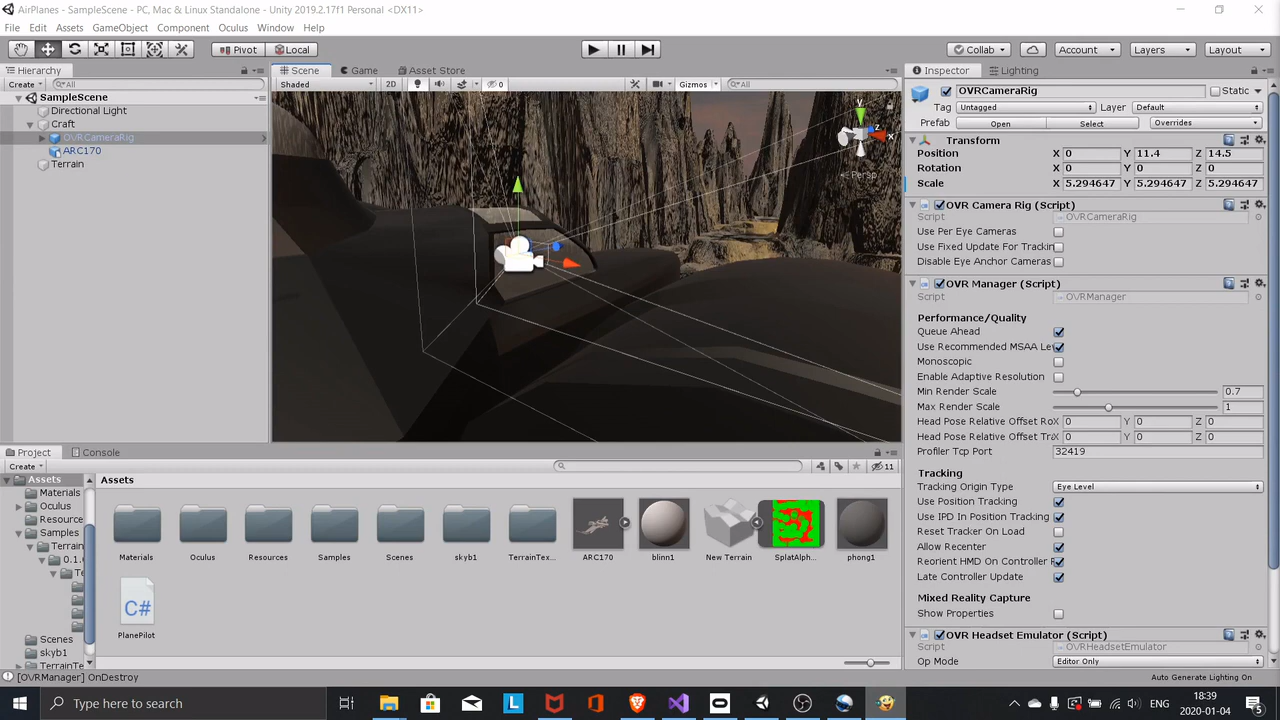 AirPlanes - SampleScene - PC, Mac & Linux Standalone - Unity 2019.2.17f1 Personal <DX11>
File Edit Assets GameObject Component Oculus Window Help
Pivot Local Collab Account Layers Layout
Hierarchy Scene Game Asset Store Inspector Lighting
Create All Shaded 2D 0 Gizmos All
SampleScene
Directional Light
Craft
OVRCameraRig
ARC170
Terrain
y
z
x
Persp
OVRCameraRig Static
Tag Untagged Layer Default
Prefab Open Select Overrides
Transform
Position X 0 Y 11.4 Z 14.5
Rotation X 0 Y 0 Z 0
Scale X 5.294647 Y 5.294647 Z 5.294647
OVR Camera Rig (Script)
Script OVRCameraRig
Use Per Eye Cameras
Use Fixed Update For Trackin
Disable Eye Anchor Cameras
OVR Manager (Script)
Script OVRManager
Performance/Quality
Queue Ahead
Use Recommended MSAA Le
Monoscopic
Enable Adaptive Resolution
Min Render Scale 0.7
Max Render Scale 1
Head Pose Relative Offset Ro X 0 Y 0 Z 0
Head Pose Relative Offset Tr X 0 Y 0 Z 0
Profiler Tcp Port 32419
Tracking
Tracking Origin Type Eye Level
Use Position Tracking
Use IPD In Position Tracking
Reset Tracker On Load
Allow Recenter
Reorient HMD On Controller R
Late Controller Update
Mixed Reality Capture
Show Properties
OVR Headset Emulator (Script)
Script OVRHeadsetEmulator
Op Mode Editor Only
Project Console
Create 11
Assets
Materials
Oculus
Resource
Samples
Terrain
0.1.
Te
Scenes
skyb1
TerrainTe
Assets
Materials Oculus Resources Samples Scenes skyb1 TerrainTex... ARC170 blinn1 New Terrain SplatAlph... phong1
C#
PlanePilot
[OVRManager] OnDestroy
Auto Generate Lighting On
Type here to search
L
ENG
18:39
2020-01-04
5